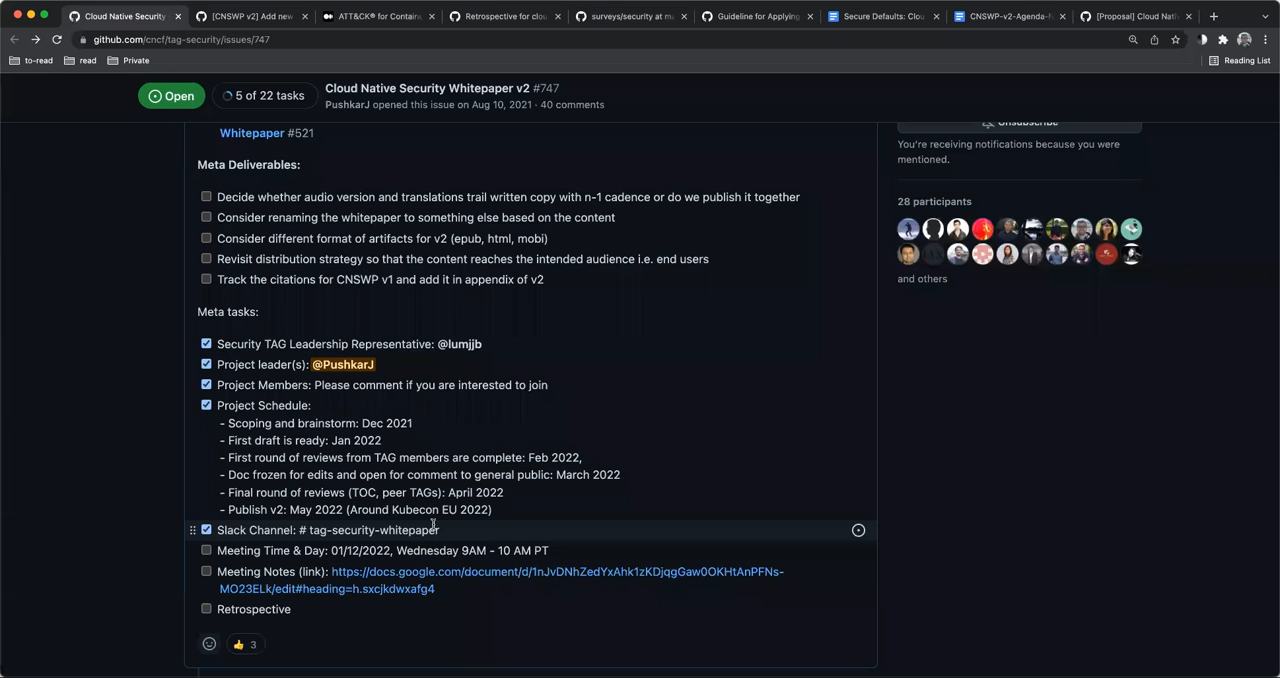 Cloud Native Security
[CNSWP v2] Add new
ATT&CK® for Contain
Retrospective for clou
surveys/security at m
Guideline for Applying
Secure Defaults: Clou
CNSWP-v2-Agenda-
[Proposal] Cloud Nati
github.com/cncf/tag-security/issues/747
to-read
read
Private
Reading List
Open
5 of 22 tasks
Cloud Native Security Whitepaper v2 #747
PushkarJ opened this issue on Aug 10, 2021 · 40 comments
Whitepaper #521
Meta Deliverables:
Decide whether audio version and translations trail written copy with n-1 cadence or do we publish it together
Consider renaming the whitepaper to something else based on the content
Consider different format of artifacts for v2 (epub, html, mobi)
Revisit distribution strategy so that the content reaches the intended audience i.e. end users
Track the citations for CNSWP v1 and add it in appendix of v2
Meta tasks:
Security TAG Leadership Representative: @lumjjb
Project leader(s): @PushkarJ
Project Members: Please comment if you are interested to join
Project Schedule:
- Scoping and brainstorm: Dec 2021
- First draft is ready: Jan 2022
- First round of reviews from TAG members are complete: Feb 2022,
- Doc frozen for edits and open for comment to general public: March 2022
- Final round of reviews (TOC, peer TAGs): April 2022
- Publish v2: May 2022 (Around Kubecon EU 2022)
Slack Channel: # tag-security-whitepaper
Meeting Time & Day: 01/12/2022, Wednesday 9AM - 10 AM PT
Meeting Notes (link): https://docs.google.com/document/d/1nJvDNhZedYxAhk1zKDjqgGaw0OKHtAnPFNs-
MO23ELk/edit#heading=h.sxcjkdwxafg4
Retrospective
3
Unsubscribe
You're receiving notifications because you were
mentioned.
28 participants
and others